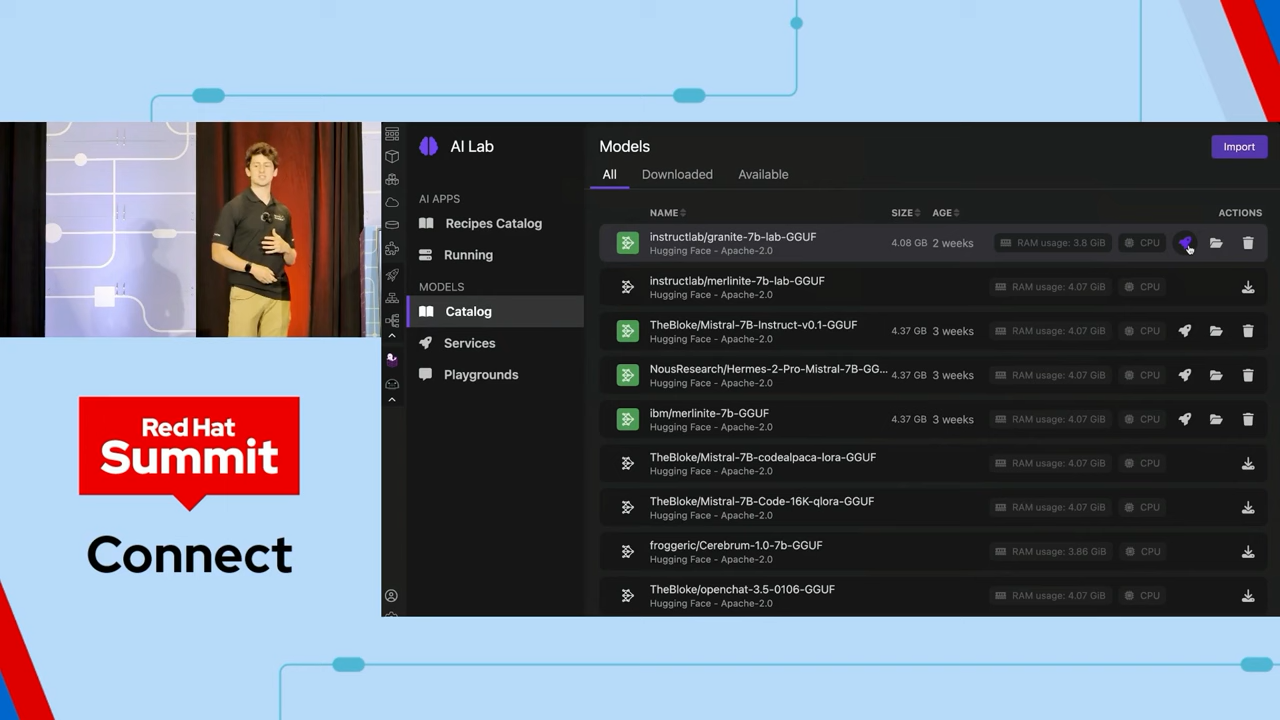 Red Hat
Summit
Connect
AI Lab
AI APPS
Recipes Catalog
Running
MODELS
Catalog
Services
Playgrounds
Models
Import
All Downloaded Available
NAME SIZE AGE ACTIONS
instructlab/granite-7b-lab-GGUF
Hugging Face - Apache-2.0
4.08 GB 2 weeks RAM usage: 3.8 GiB CPU
instructlab/merlinite-7b-lab-GGUF
Hugging Face - Apache-2.0
RAM usage: 4.07 GiB CPU
TheBloke/Mistral-7B-Instruct-v0.1-GGUF
Hugging Face - Apache-2.0
4.37 GB 3 weeks RAM usage: 4.07 GiB CPU
NousResearch/Hermes-2-Pro-Mistral-7B-GG...
Hugging Face - Apache-2.0
4.37 GB 3 weeks RAM usage: 4.07 GiB CPU
ibm/merlinite-7b-GGUF
Hugging Face - Apache-2.0
4.37 GB 3 weeks RAM usage: 4.07 GiB CPU
TheBloke/Mistral-7B-codealpaca-lora-GGUF
Hugging Face - Apache-2.0
RAM usage: 4.07 GiB CPU
TheBloke/Mistral-7B-Code-16K-qlora-GGUF
Hugging Face - Apache-2.0
RAM usage: 4.07 GiB CPU
froggeric/Cerebrum-1.0-7b-GGUF
Hugging Face - Apache-2.0
RAM usage: 3.86 GiB CPU
TheBloke/openchat-3.5-0106-GGUF
Hugging Face - Apache-2.0
RAM usage: 4.07 GiB CPU